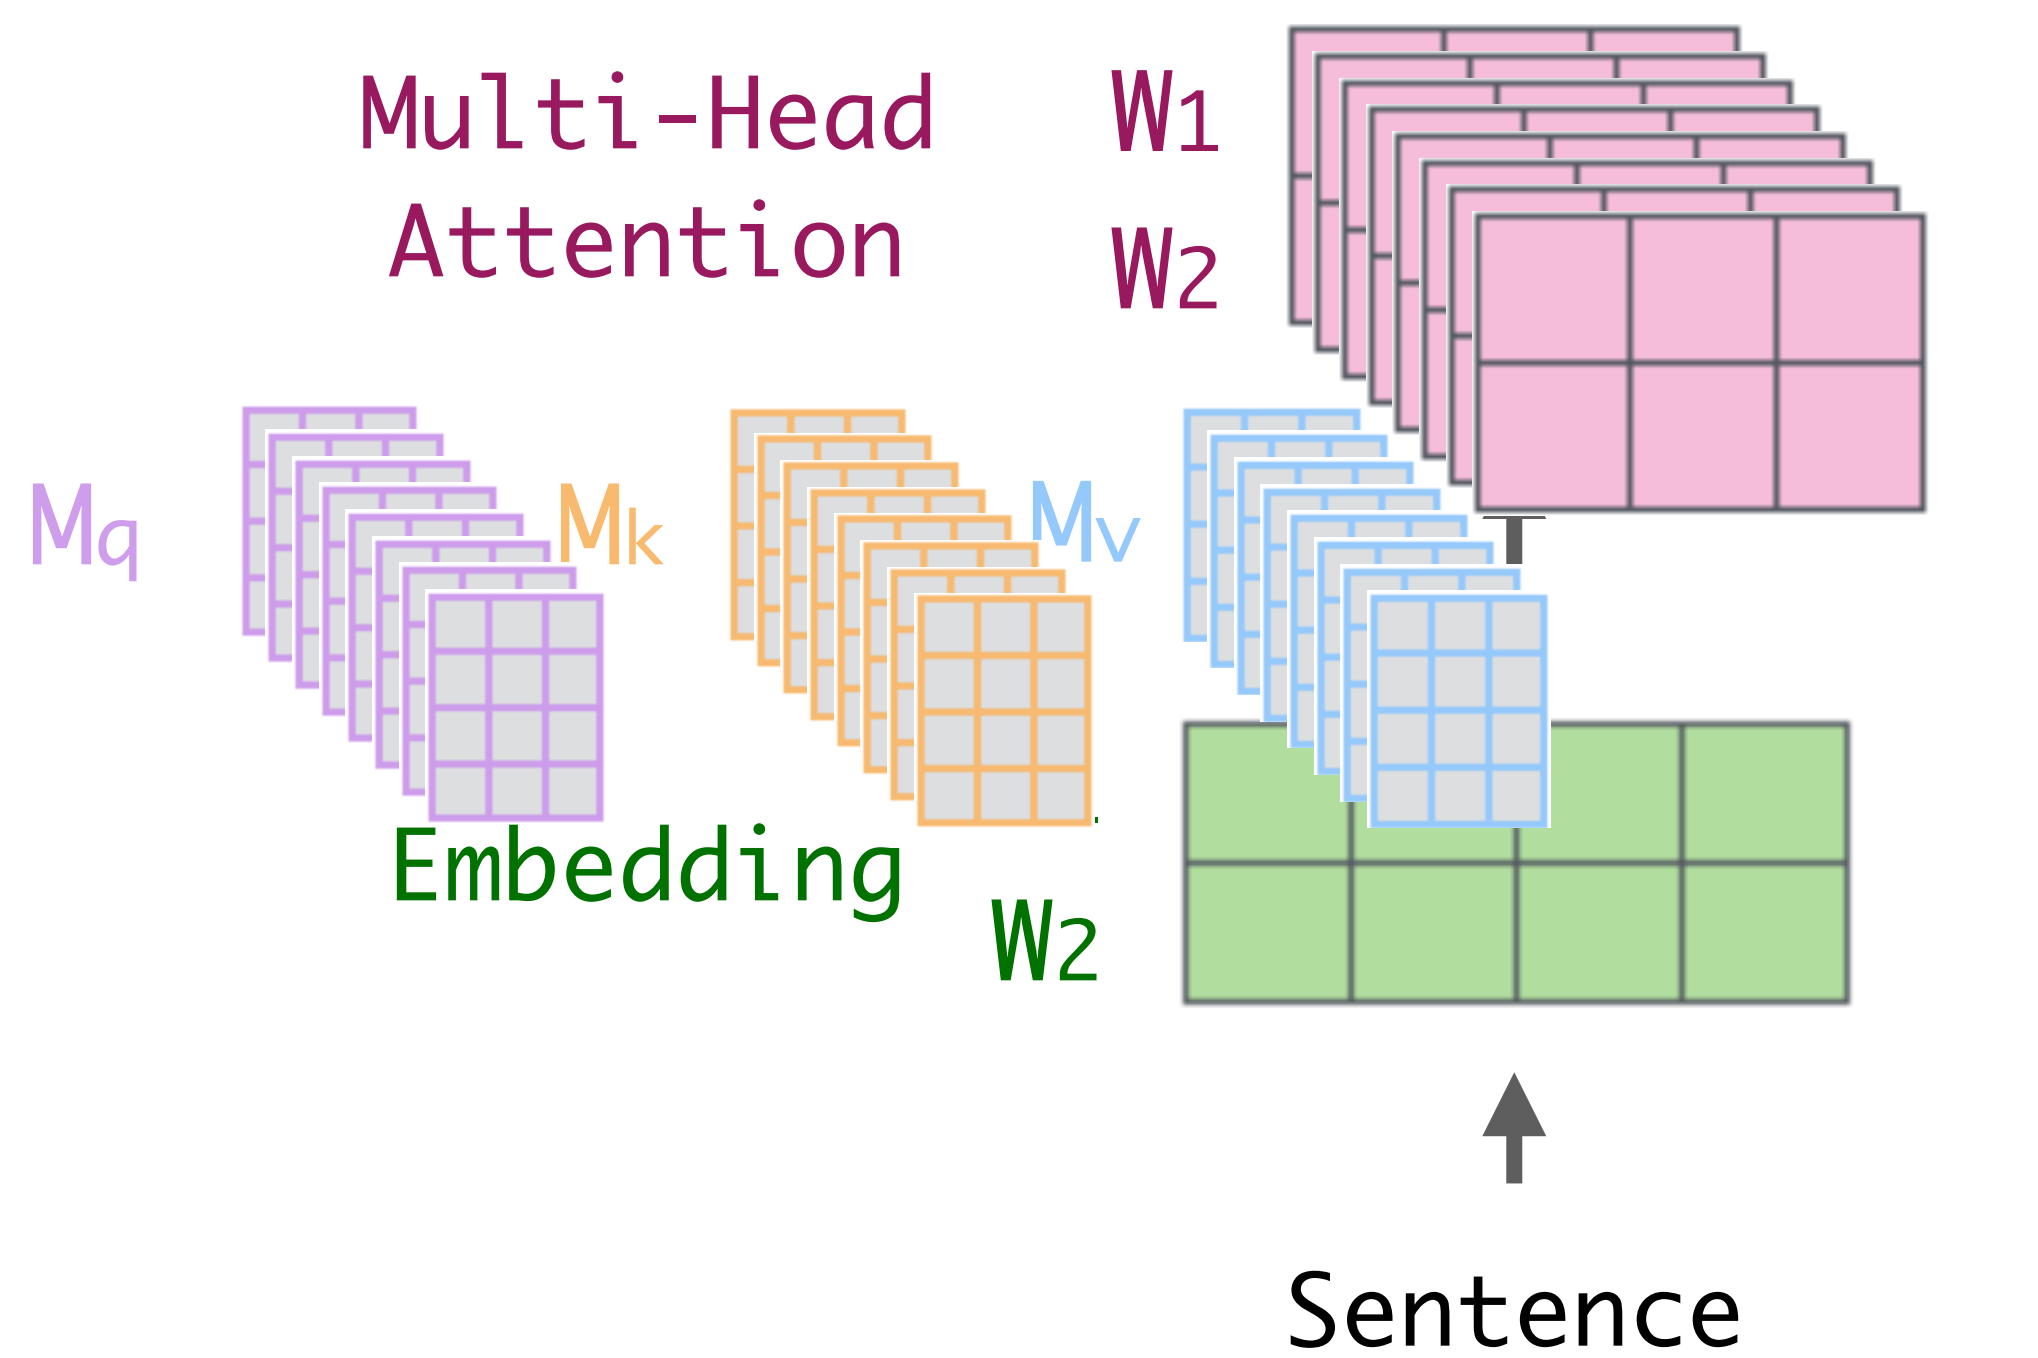 Multi-Head
Attention
W1
W2
Mq
Mk
Mv
Embedding
W2
Sentence